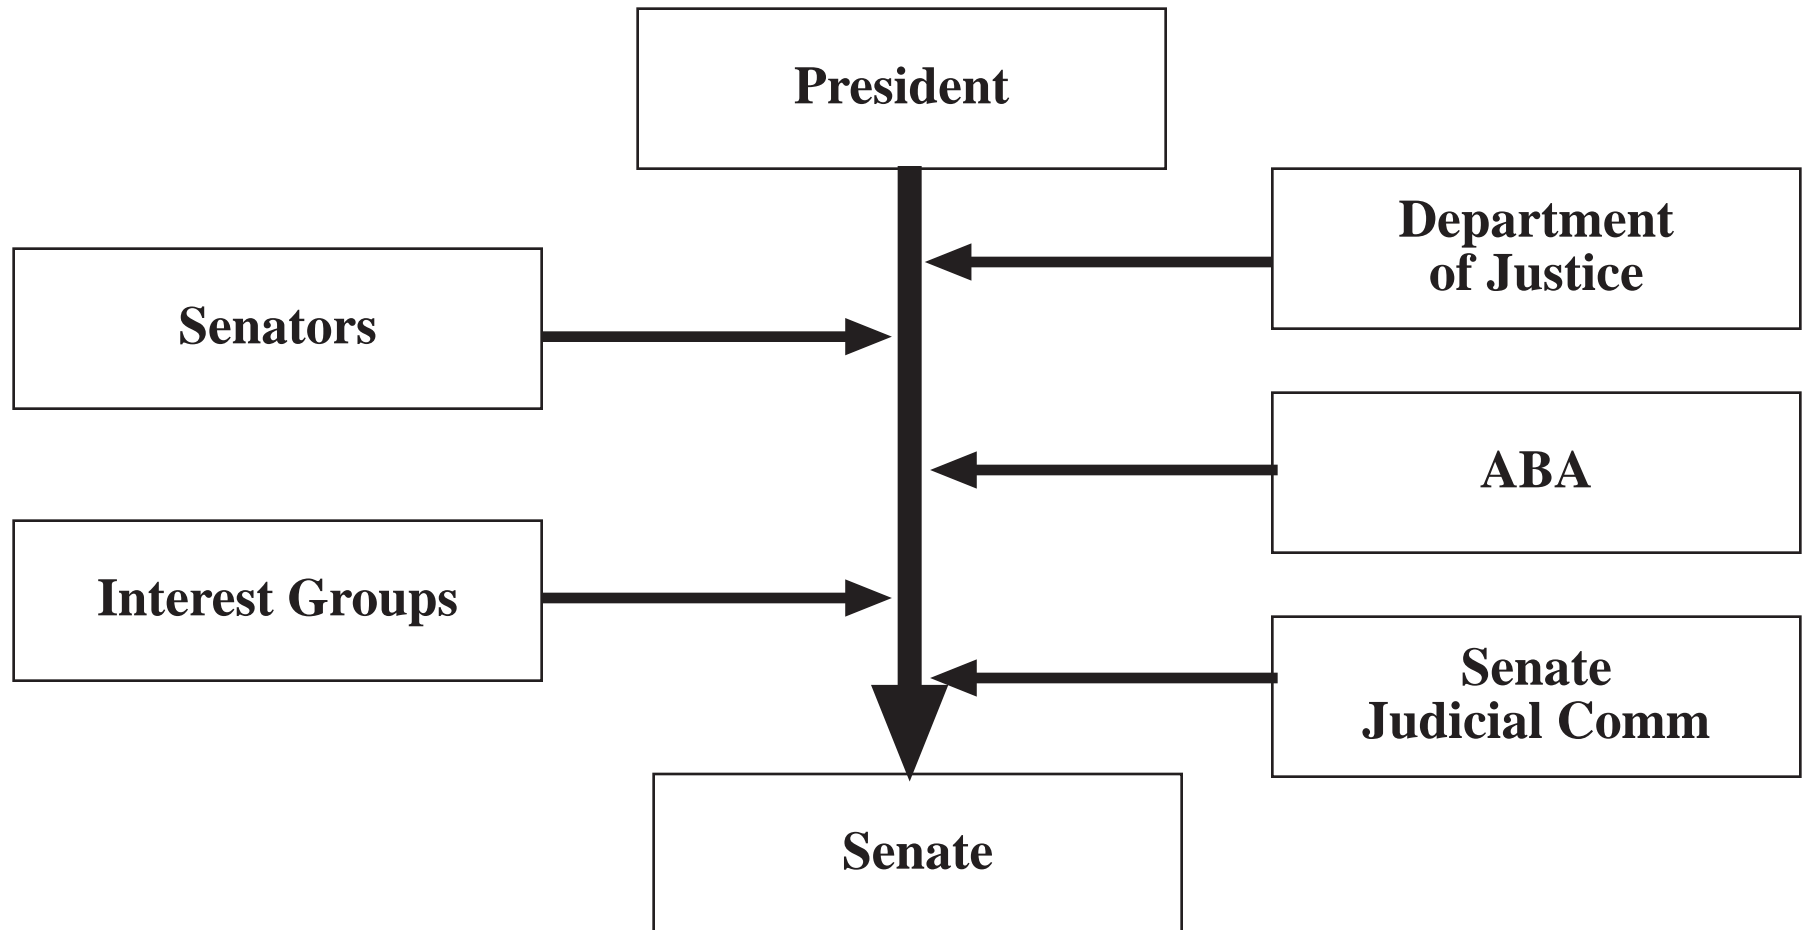 President
Department
of Justice
Senators
ABA
Interest Groups
Senate
Judicial Comm
Senate